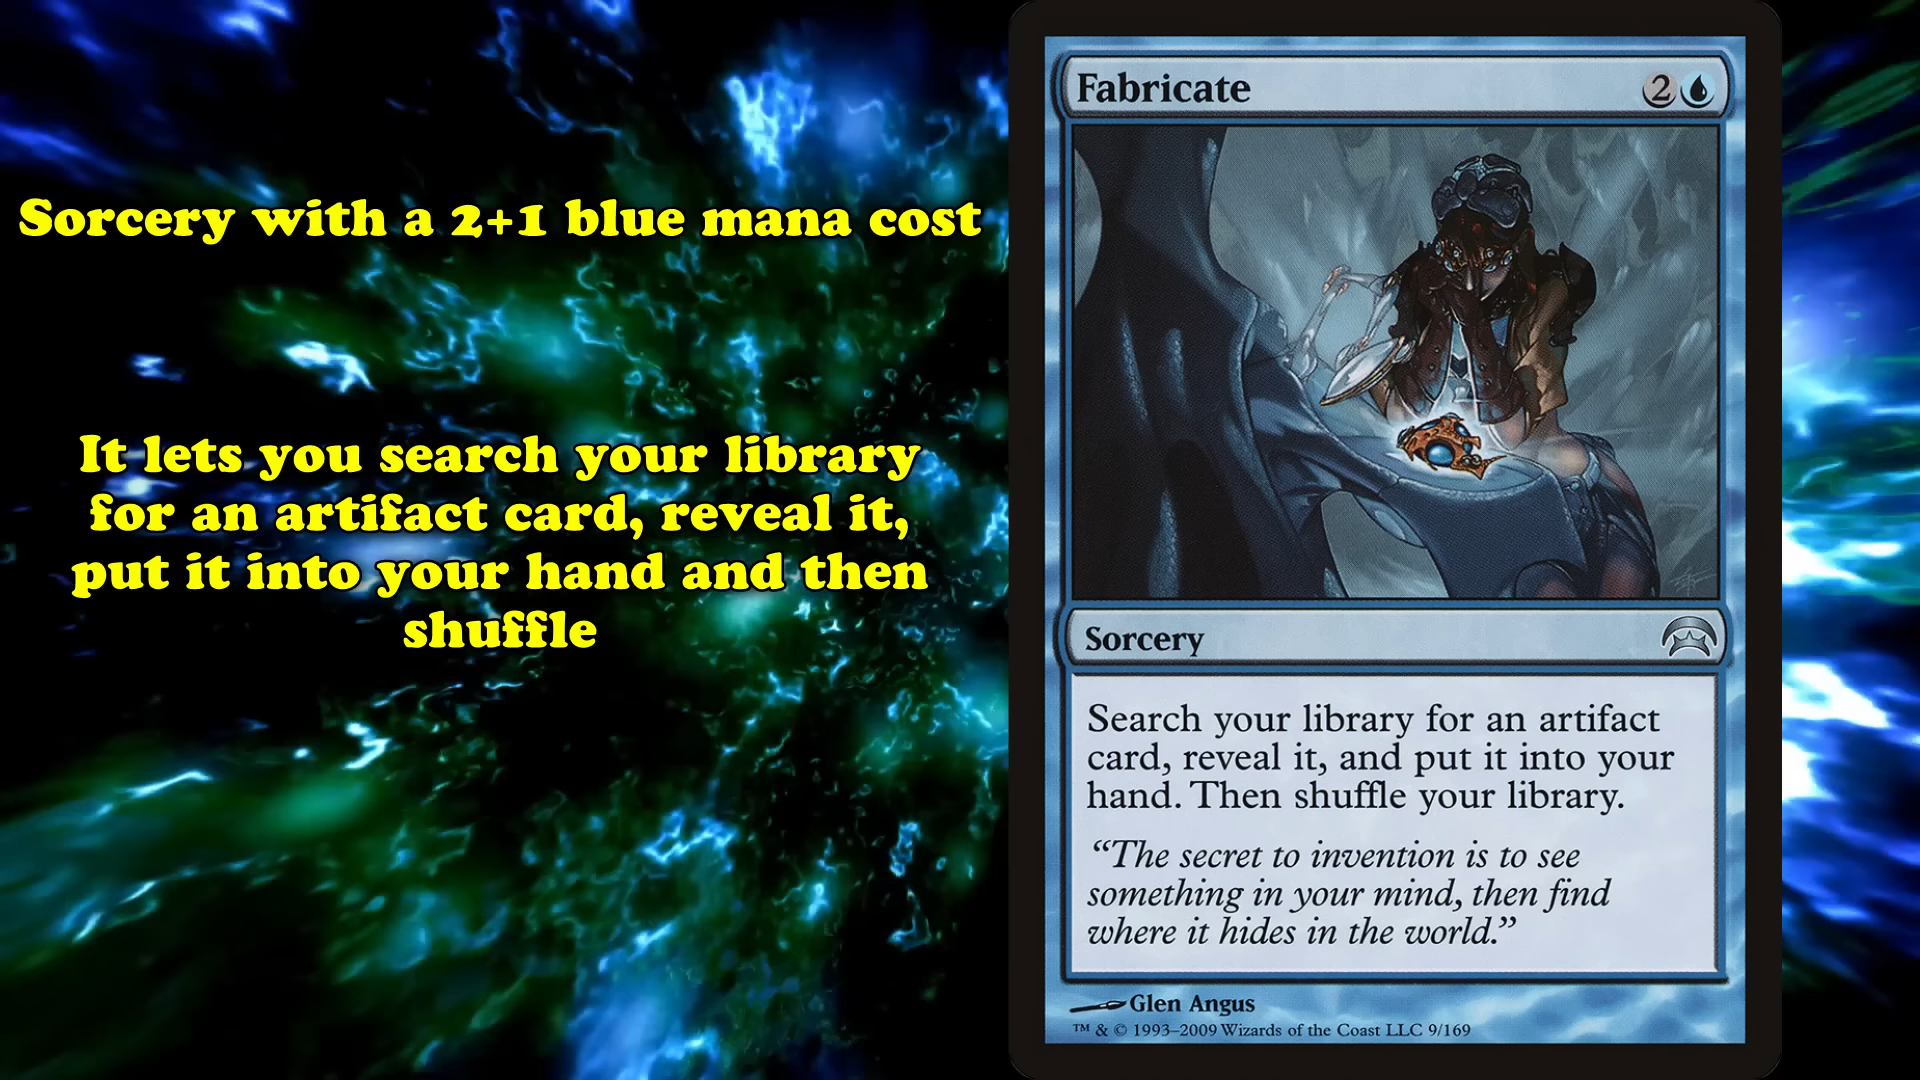 Sorcery with a 2+1 blue mana cost
It lets you search your library
for an artifact card, reveal it,
put it into your hand and then
shuffle
Fabricate 2
Sorcery
Search your library for an artifact
card, reveal it, and put it into your
hand. Then shuffle your library.
“The secret to invention is to see
something in your mind, then find
where it hides in the world.”
Glen Angus
™ & © 1993–2009 Wizards of the Coast LLC 9/169